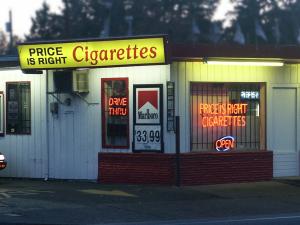 PRICE
IS RIGHT
Cigarettes
DRIVE
THRU
Marlboro
33.99
PRICE IS RIGHT
CIGARETTES
OPEN